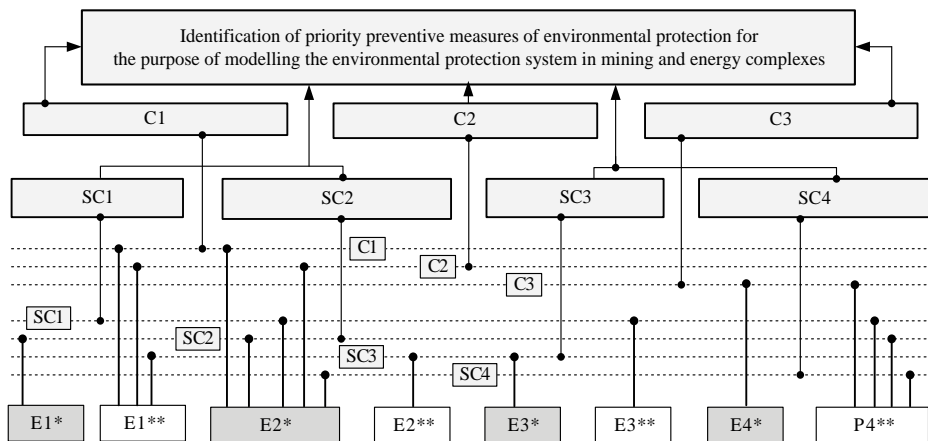 Identification of priority preventive measures of environmental protection for
the purpose of modelling the environmental protection system in mining and energy complexes
C1
C2
C3
SC1
SC2
SC3
SC4
C1
C2
C3
SC1
SC2
SC3
SC4
E1*
E1**
E2*
E2**
E3*
E3**
E4*
P4**